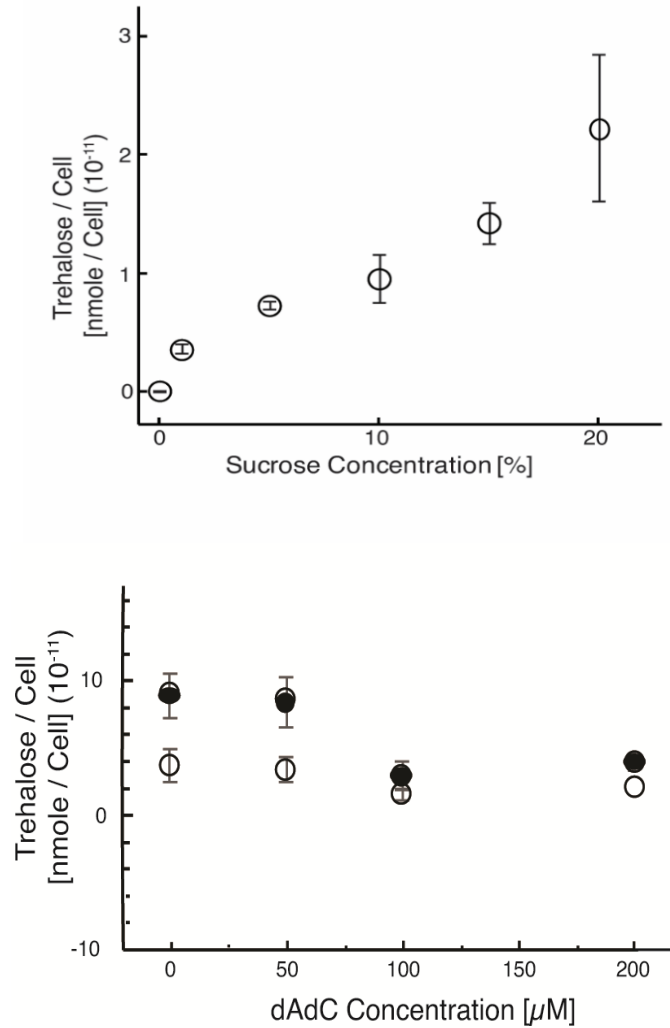 3
2
1
0
Trehalose / Cell
[nmole / Cell] (10⁻¹¹)
0 10 20
Sucrose Concentration [%]
10
0
-10
Trehalose / Cell
[nmole / Cell] (10⁻¹¹)
0 50 100 150 200
dAdC Concentration [µM]